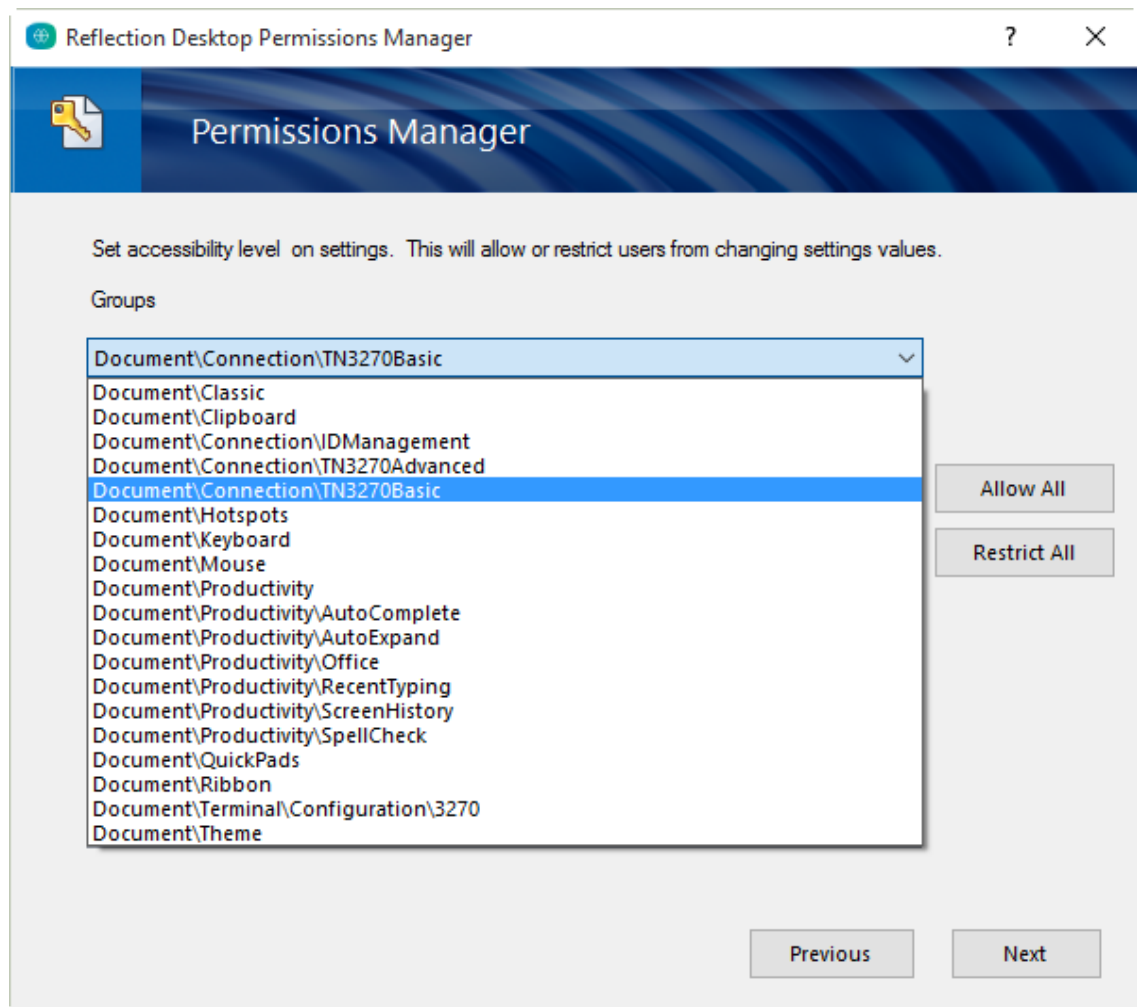 Reflection Desktop Permissions Manager
?
Permissions Manager
Set accessibility level  on settings.  This will allow or restrict users from changing settings values.
Groups
Document\Connection\TN3270Basic
Document\Classic
Document\Clipboard
Document\Connection\IDManagement
Document\Connection\TN3270Advanced
Document\Connection\TN3270Basic
Document\Hotspots
Document\Keyboard
Document\Mouse
Document\Productivity
Document\Productivity\AutoComplete
Document\Productivity\AutoExpand
Document\Productivity\Office
Document\Productivity\RecentTyping
Document\Productivity\ScreenHistory
Document\Productivity\SpellCheck
Document\QuickPads
Document\Ribbon
Document\Terminal\Configuration\3270
Document\Theme
Allow All
Restrict All
Previous
Next